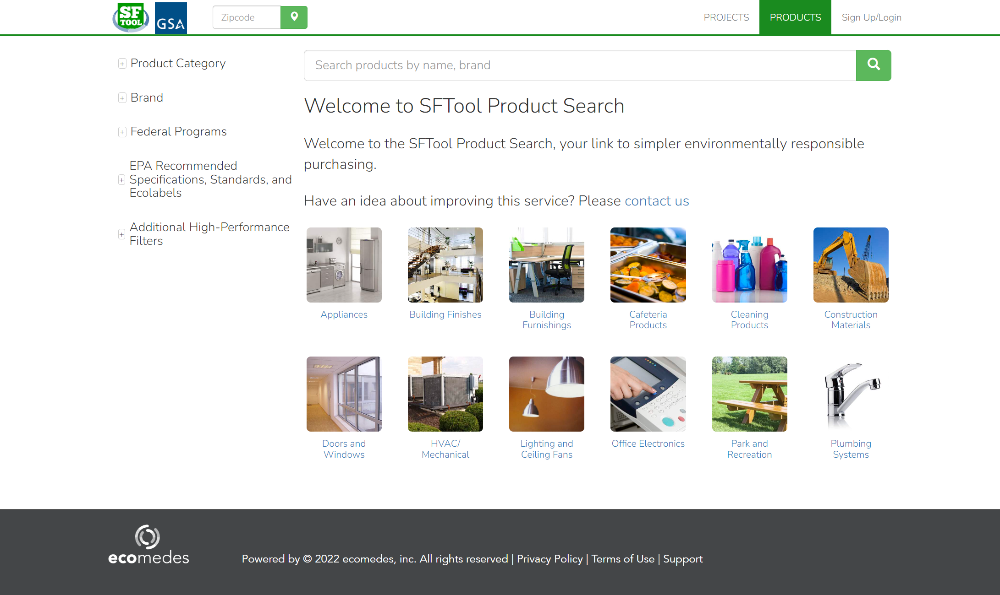 SF
TOOL
GSA
Zipcode
PROJECTS
PRODUCTS
Sign Up/Login
Product Category
Brand
Federal Programs
EPA Recommended
Specifications, Standards, and
Ecolabels
Additional High-Performance
Filters
Search products by name, brand
Welcome to SFTool Product Search
Welcome to the SFTool Product Search, your link to simpler environmentally responsible
purchasing.
Have an idea about improving this service? Please contact us
Appliances
Building Finishes
Building
Furnishings
Cafeteria
Products
Cleaning
Products
Construction
Materials
Doors and
Windows
HVAC/
Mechanical
Lighting and
Ceiling Fans
Office Electronics
Park and
Recreation
Plumbing
Systems
ecomedes
Powered by © 2022 ecomedes, inc. All rights reserved | Privacy Policy | Terms of Use | Support